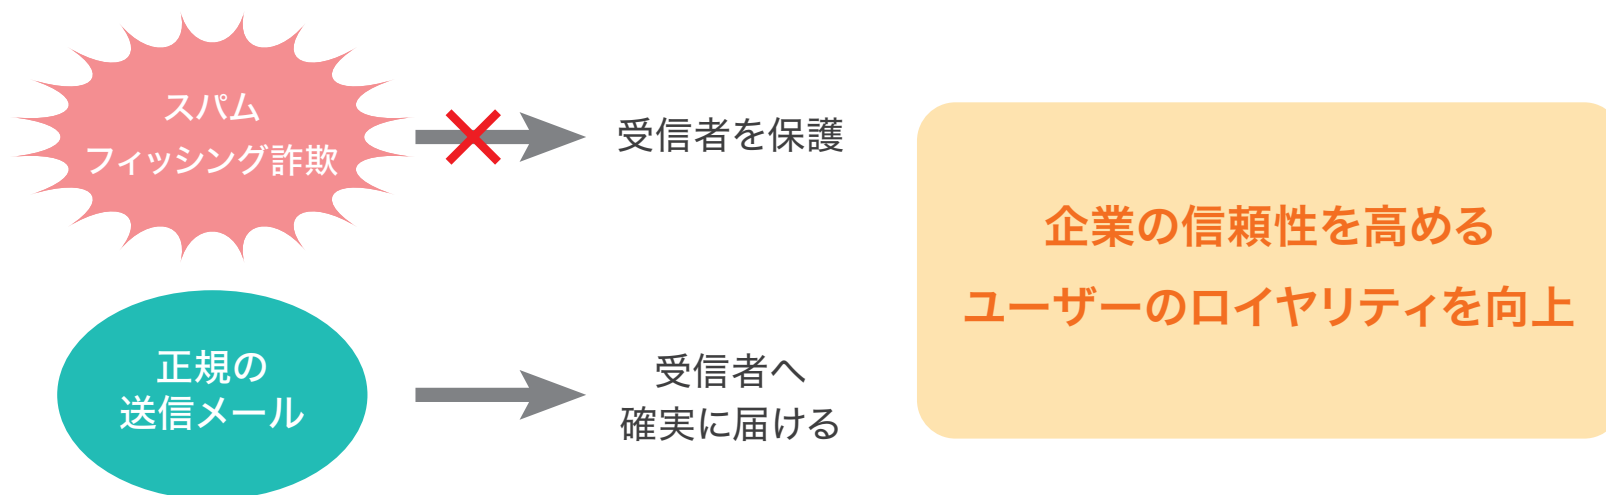 スパム
フィッシング詐欺
受信者を保護
正規の
送信メール
受信者へ
確実に届ける
企業の信頼性を高める
ユーザーのロイヤリティを向上